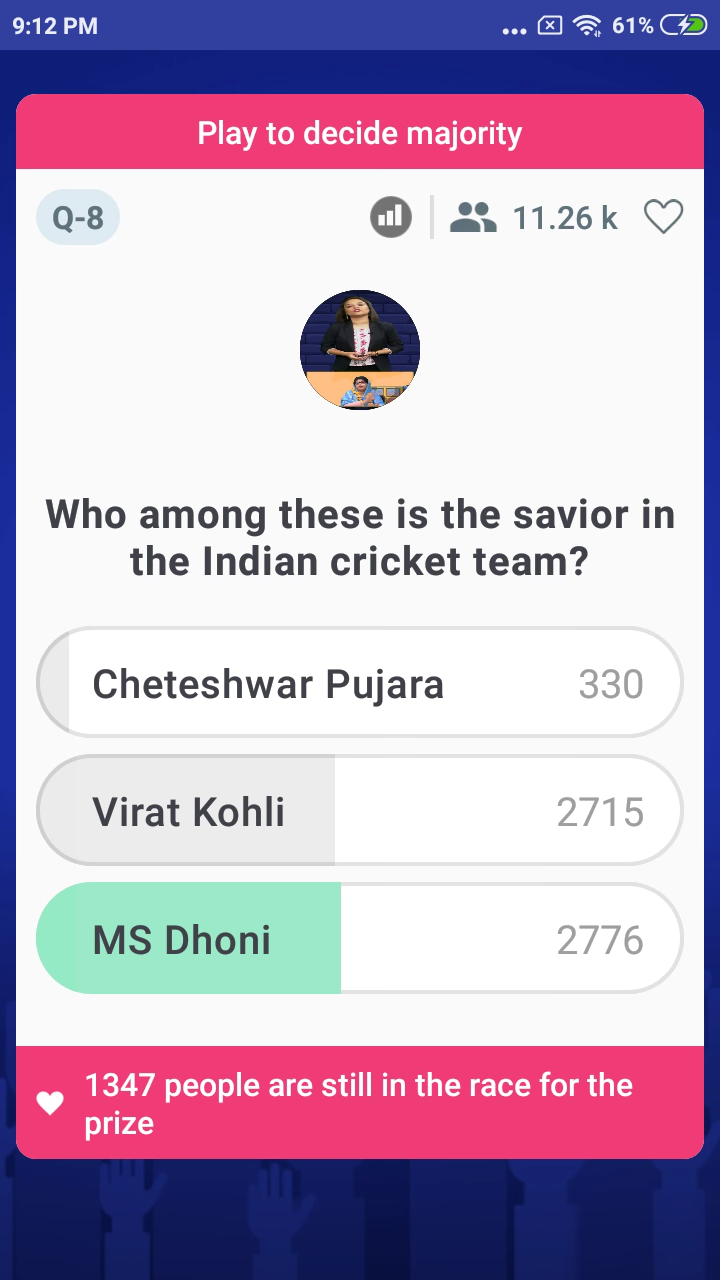 9:12 PM
61%
Play to decide majority
Q-8
11.26 k
Who among these is the savior in
the Indian cricket team?
Cheteshwar Pujara 330
Virat Kohli 2715
MS Dhoni 2776
1347 people are still in the race for the
prize